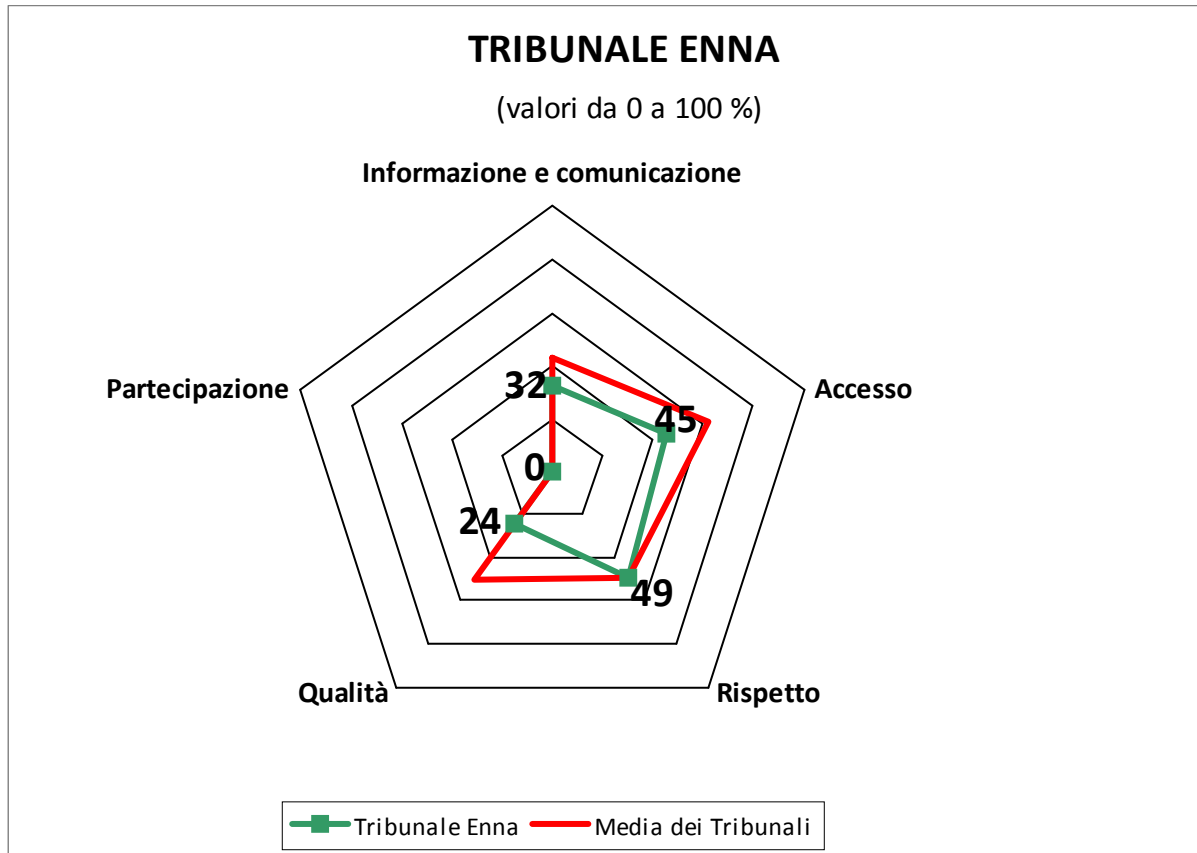 TRIBUNALE ENNA
(valori da 0 a 100 %)
Informazione e comunicazione
Partecipazione
Accesso
32
45
0
24
49
Qualità
Rispetto
Tribunale Enna
Media dei Tribunali